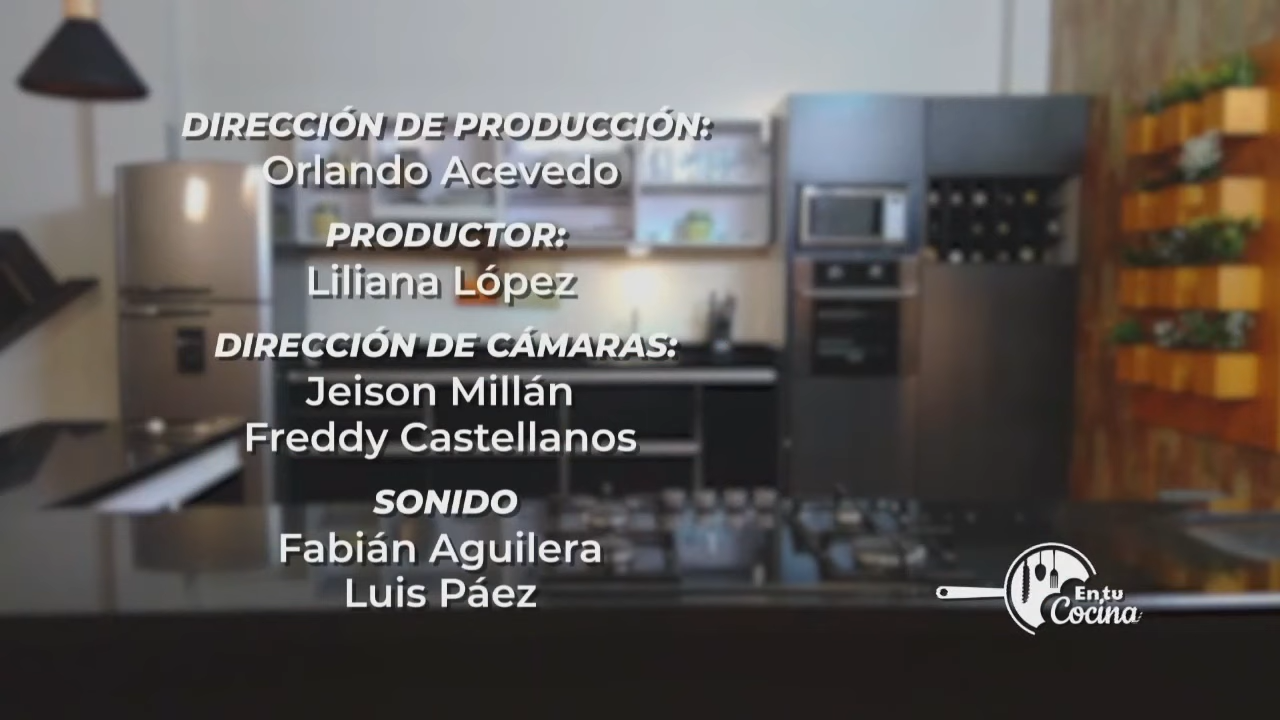 DIRECCIÓN DE PRODUCCIÓN:
Orlando Acevedo
PRODUCTOR:
Liliana López
DIRECCIÓN DE CÁMARAS:
Jeison Millán
Freddy Castellanos
SONIDO
Fabián Aguilera
Luis Páez
En tu
Cocina